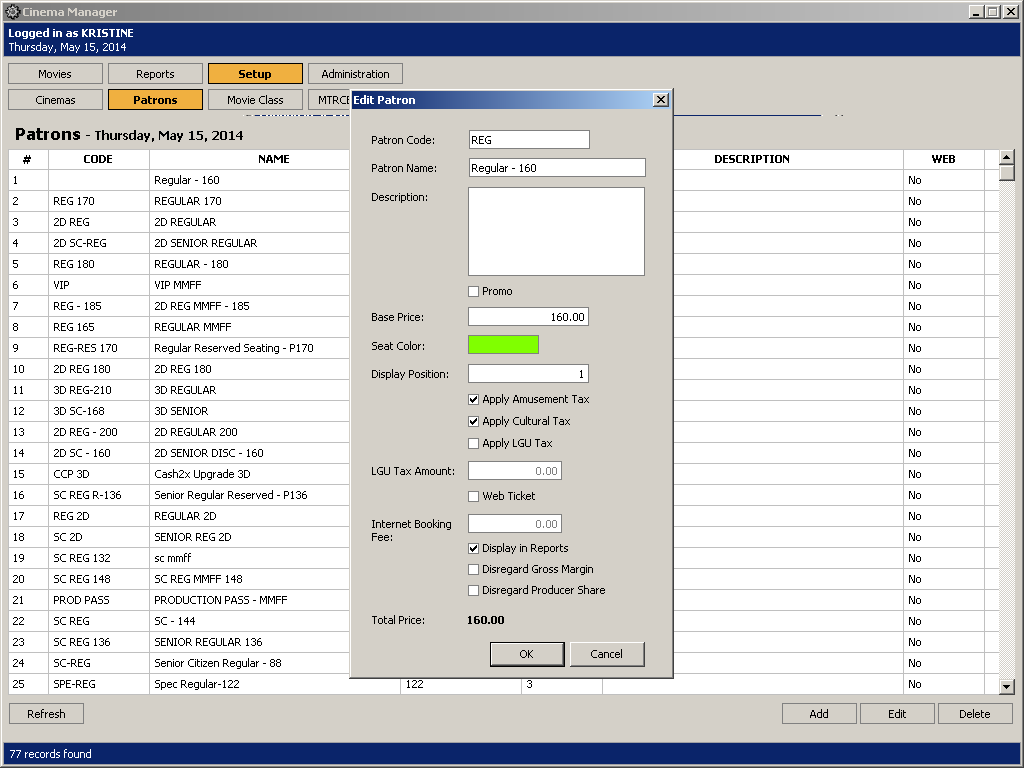 Cinema Manager
Logged in as KRISTINE
Thursday, May 15, 2014
Movies Reports Setup Administration
Cinemas Patrons Movie Class MTRCB
Patrons - Thursday, May 15, 2014
# CODE NAME DESCRIPTION WEB
1 Regular - 160 No
2 REG 170 REGULAR 170 No
3 2D REG 2D REGULAR No
4 2D SC-REG 2D SENIOR REGULAR No
5 REG 180 REGULAR - 180 No
6 VIP VIP MMFF No
7 REG - 185 2D REG MMFF - 185 No
8 REG 165 REGULAR MMFF No
9 REG-RES 170 Regular Reserved Seating - P170 No
10 2D REG 180 2D REG 180 No
11 3D REG-210 3D REGULAR No
12 3D SC-168 3D SENIOR No
13 2D REG - 200 2D REGULAR 200 No
14 2D SC - 160 2D SENIOR DISC - 160 No
15 CCP 3D Cash2x Upgrade 3D No
16 SC REG R-136 Senior Regular Reserved - P136 No
17 REG 2D REGULAR 2D No
18 SC 2D SENIOR REG 2D No
19 SC REG 132 sc mmff No
20 SC REG 148 SC REG MMFF 148 No
21 PROD PASS PRODUCTION PASS - MMFF No
22 SC REG SC - 144 No
23 SC REG 136 SENIOR REGULAR 136 No
24 SC-REG Senior Citizen Regular - 88 No
25 SPE-REG Spec Regular-122 122 3 No
Refresh Add Edit Delete
77 records found
Edit Patron
Patron Code: REG
Patron Name: Regular - 160
Description:
Promo
Base Price: 160.00
Seat Color:
Display Position: 1
Apply Amusement Tax
Apply Cultural Tax
Apply LGU Tax
LGU Tax Amount: 0.00
Web Ticket
Internet Booking 0.00
Fee:
Display in Reports
Disregard Gross Margin
Disregard Producer Share
Total Price: 160.00
OK Cancel